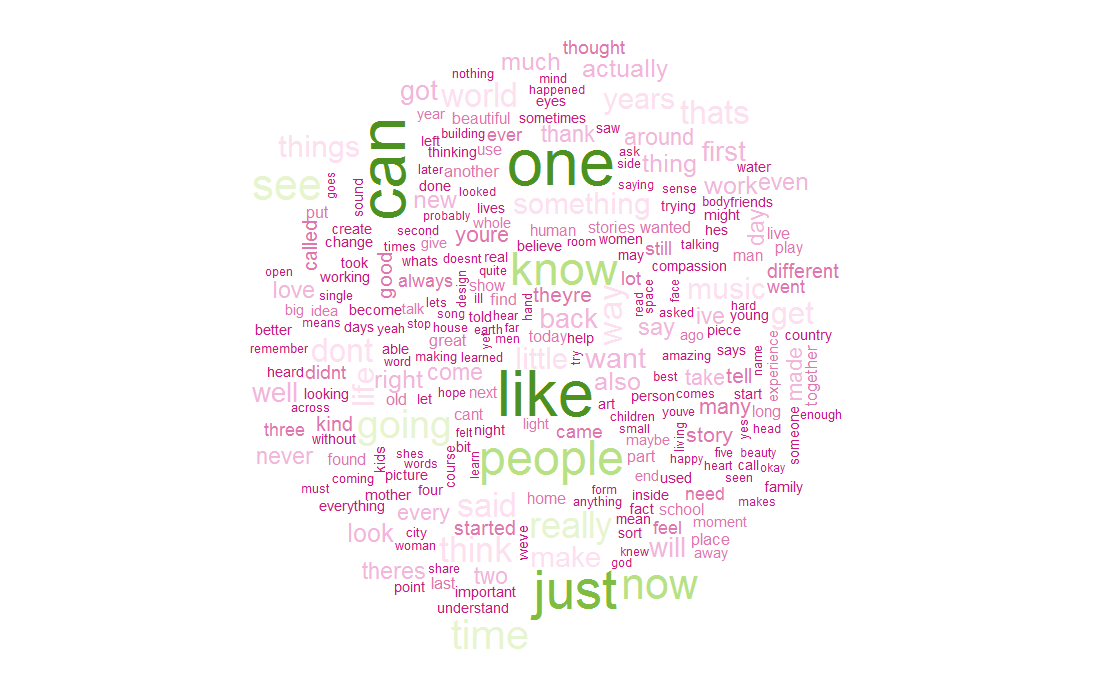 thought
much
actually
nothing
mind
happened
got
world
eyes
years
thats
year
beautiful
sometimes
can
building
ever
thank
saw
around
things
left
thinking
use
one
ask
first
later
another
side
thing
water
see
goes
sound
done
looked
saying
sense
work
even
put
new
lives
something
trying
body
friends
probably
might
day
called
create
second
whole
human
stories
wanted
hes
live
change
times
give
youre
believe
room
women
still
talking
man
play
took
whats
doesnt
real
may
compassion
open
working
good
always
quite
know
lot
different
love
single
lets
design
ill
show
find
theyre
way
read
space
face
music
went
big
idea
become
talk
song
told
hear
hand
back
asked
ive
hard
young
get
means
days
yeah
stop
house
earth
far
say
ago
piece
better
great
yet
men
today
help
country
remember
dont
able
making
learned
little
try
want
amazing
says
name
experience
made
together
heard
didnt
word
come
right
also
best
take
tell
well
looking
life
old
let
hope
next
like
art
person
comes
start
across
cant
children
youve
many
long
someone
enough
three
kind
without
felt
night
light
came
small
maybe
story
yes
head
never
found
kids
shes
words
course
bit
learn
people
part
living
happy
five
beauty
heart
call
okay
coming
picture
end
used
seen
must
mother
four
going
home
form
anything
inside
need
family
everything
every
said
fact
school
makes
look
city
started
weve
really
mean
sort
feel
moment
woman
think
make
knew
god
will
place
away
theres
share
two
just
now
point
last
important
understand
time